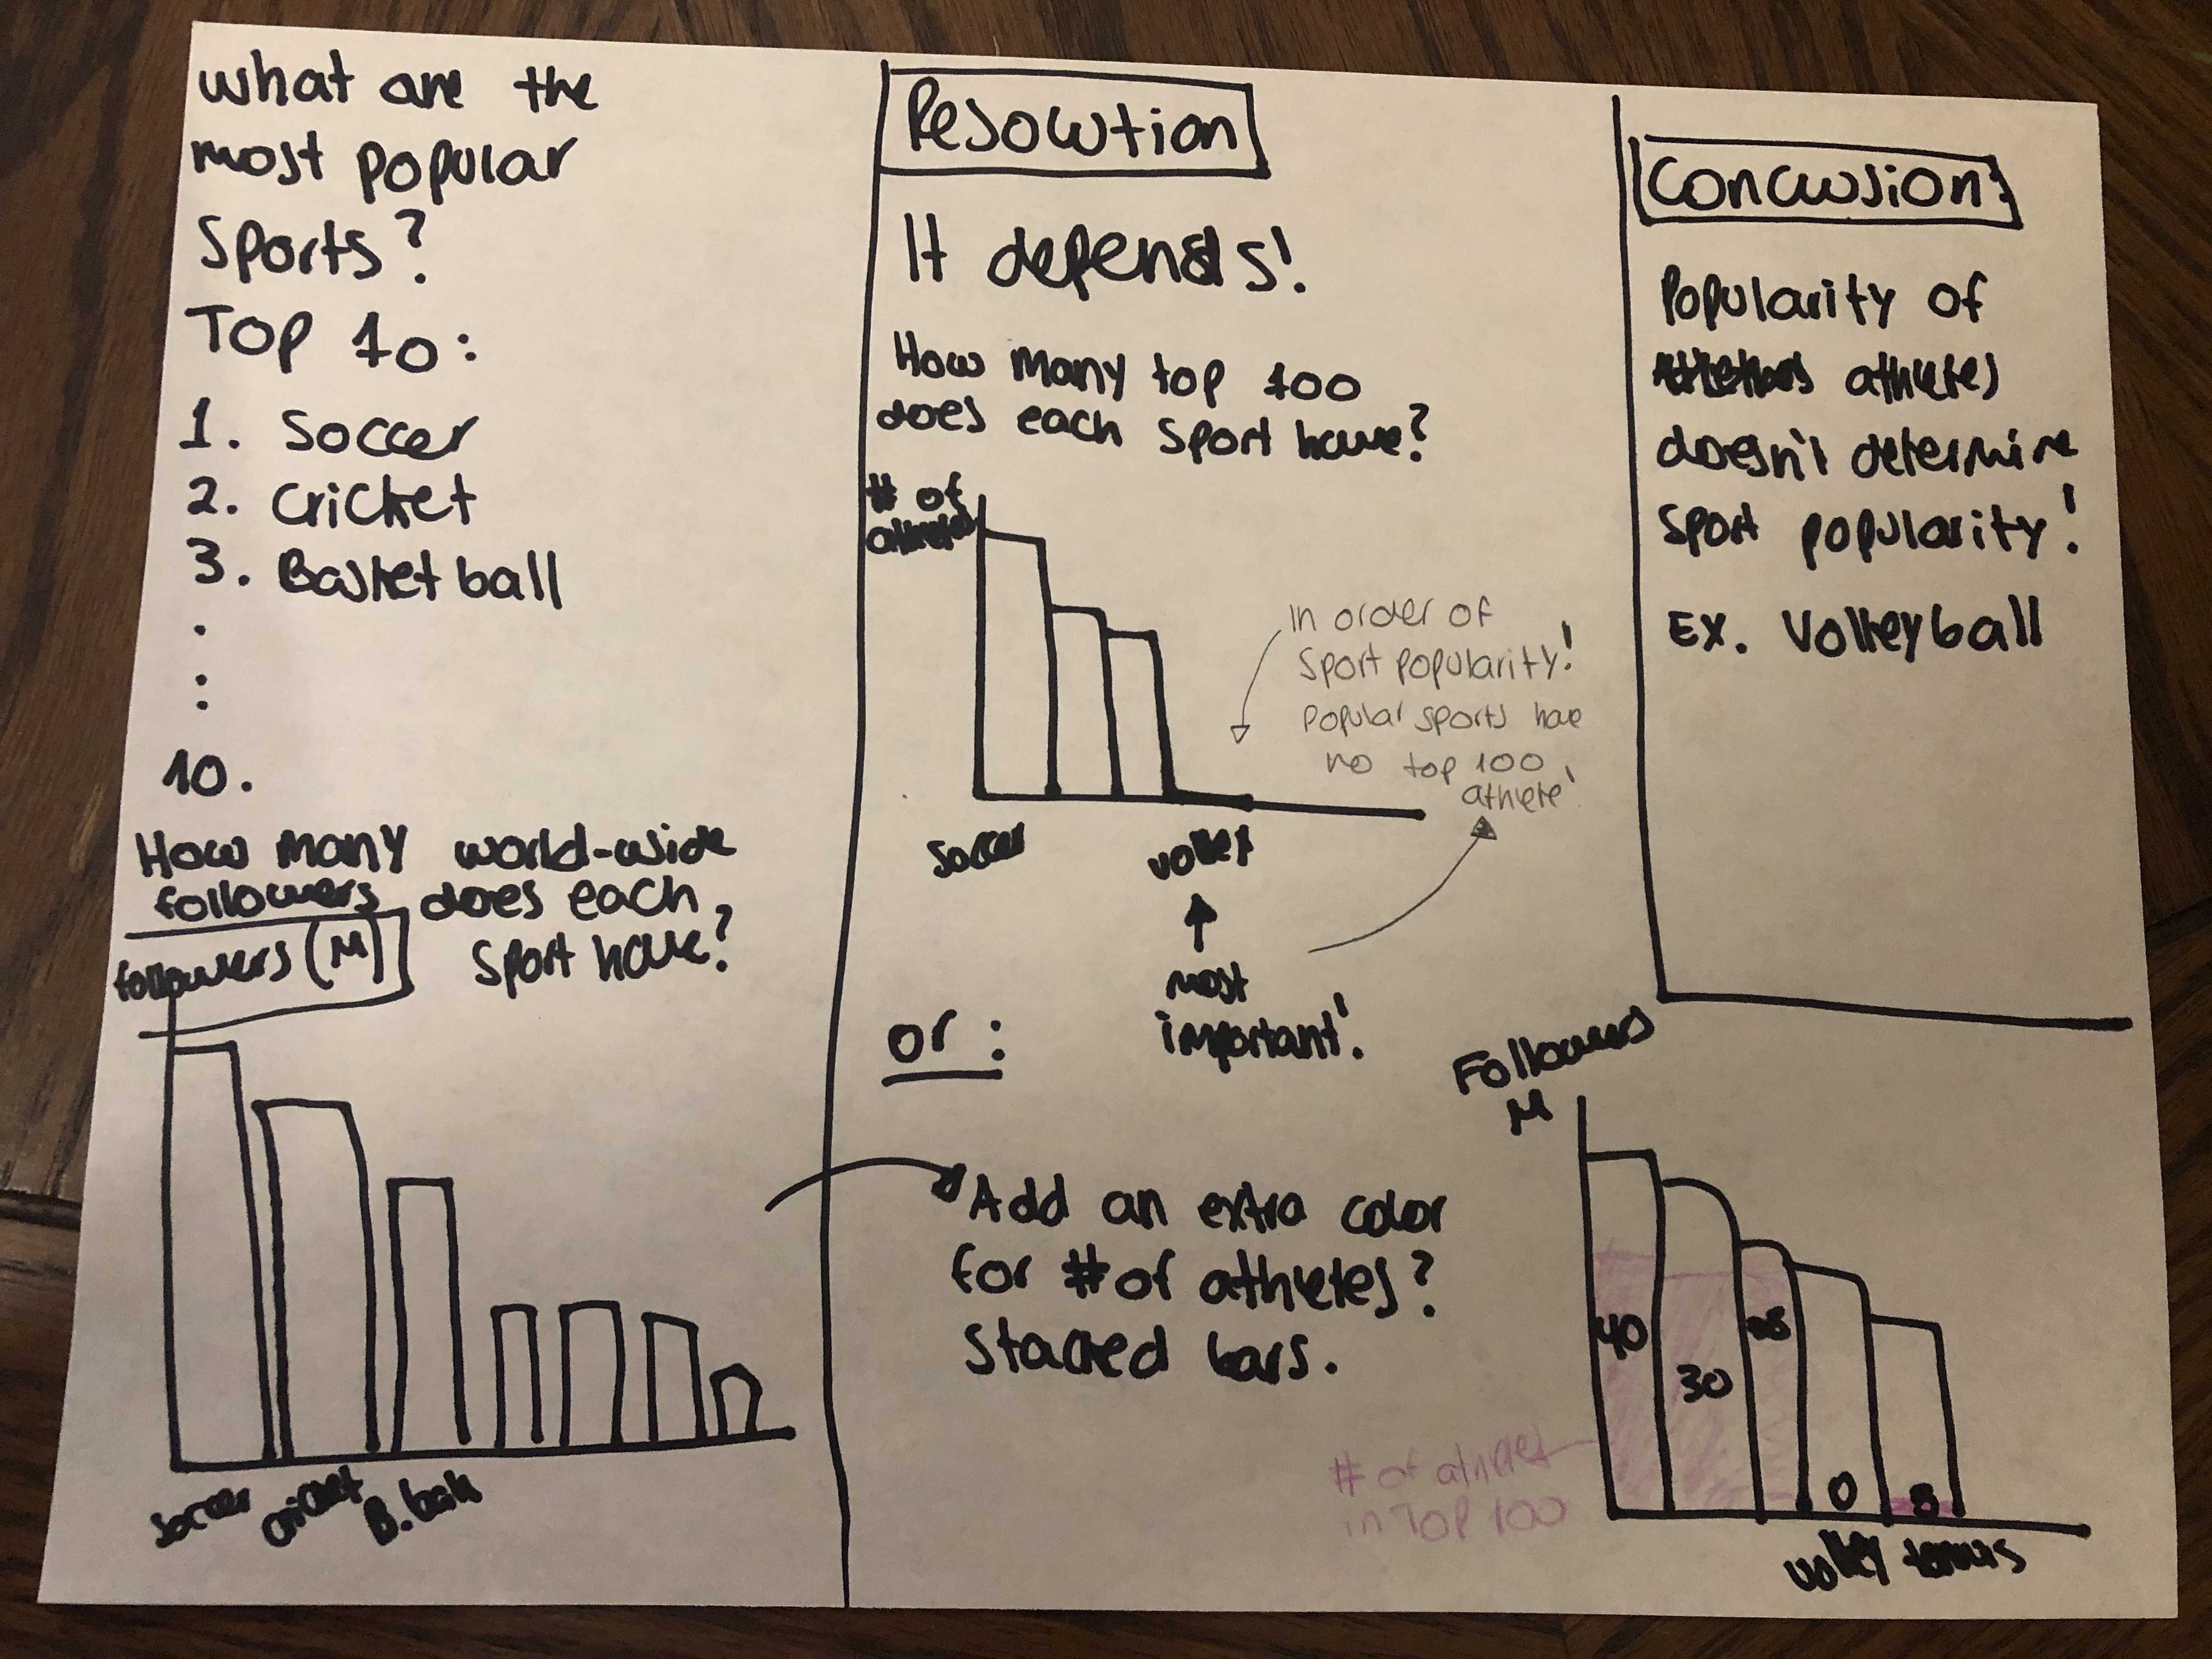 What are the
most popular
Sports?
Top 10:
1. Soccer
2. Cricket
3. Basketball
.
:
10.
How many world-wide
followers does each
sport have?
followers (M)
Soccer Cricket B.ball
Resolution
It depends!
How many top 100
does each sport have?
# of
athletes
In order of
Sport popularity!
Popular sports have
no top 100
athlete!
Soccer volley
most
important!
or:
Add an extra color
for # of athletes?
Stacked bars.
# of athletes
in Top 100
Conclusion:
Popularity of
athletes
doesn't determine
sport popularity!
Ex. Volleyball
Followers
M
40 30 0 8
volley tennis